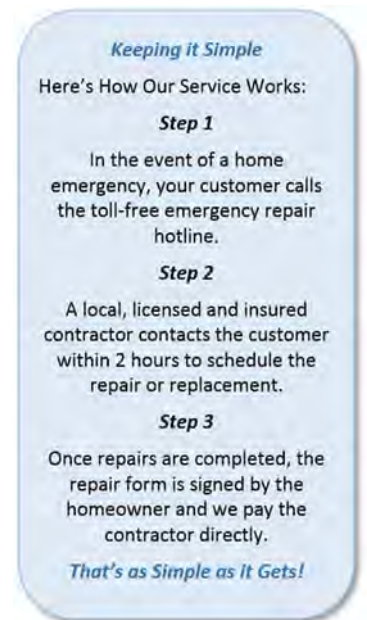 Keeping it Simple
Here's How Our Service Works:
Step 1
In the event of a home
emergency, your customer calls
the toll-free emergency repair
hotline.
Step 2
A local, licensed and insured
contractor contacts the customer
within 2 hours to schedule the
repair or replacement.
Step 3
Once repairs are completed, the
repair form is signed by the
homeowner and we pay the
contractor directly.
That's as Simple as it Gets!